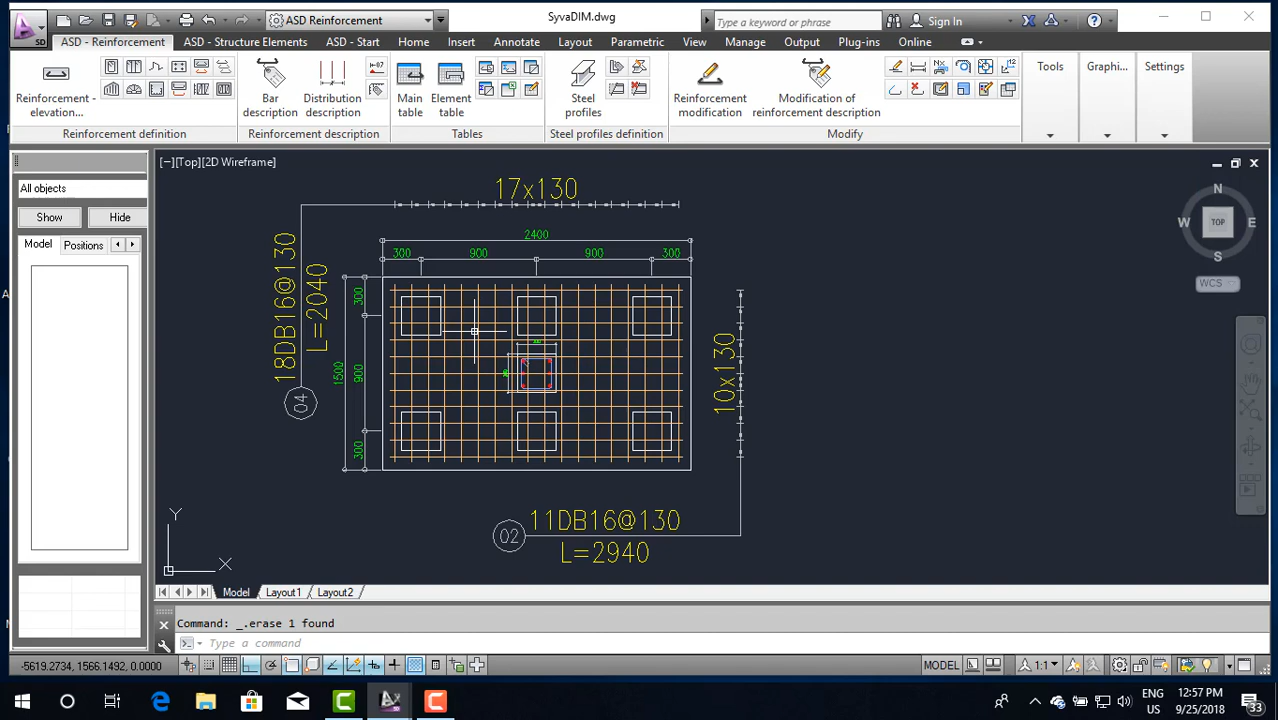 ASD Reinforcement
SyvaDIM.dwg
Type a keyword or phrase
Sign In
5D
ASD - Reinforcement
ASD - Structure Elements
ASD - Start
Home
Insert
Annotate
Layout
Parametric
View
Manage
Output
Plug-ins
Online
Reinforcement - elevation...
Bar description
Distribution description
Main table
Element table
Steel profiles
Reinforcement modification
Modification of reinforcement description
Tools
Graphi...
Settings
Reinforcement definition
Reinforcement description
Tables
Steel profiles definition
Modify
All objects
Show
Hide
Model
Positions
[−][Top][2D Wireframe]
N
W
TOP
E
S
WCS
17x130
2400
300
900
900
300
18DB16@130
L=2040
04
1500
300
900
300
10x130
02
11DB16@130
L=2940
Y
X
Model
Layout1
Layout2
Command: _.erase 1 found
Type a command
-5619.2734, 1566.1492, 0.0000
MODEL
1:1
ENG
US
12:57 PM
9/25/2018
33